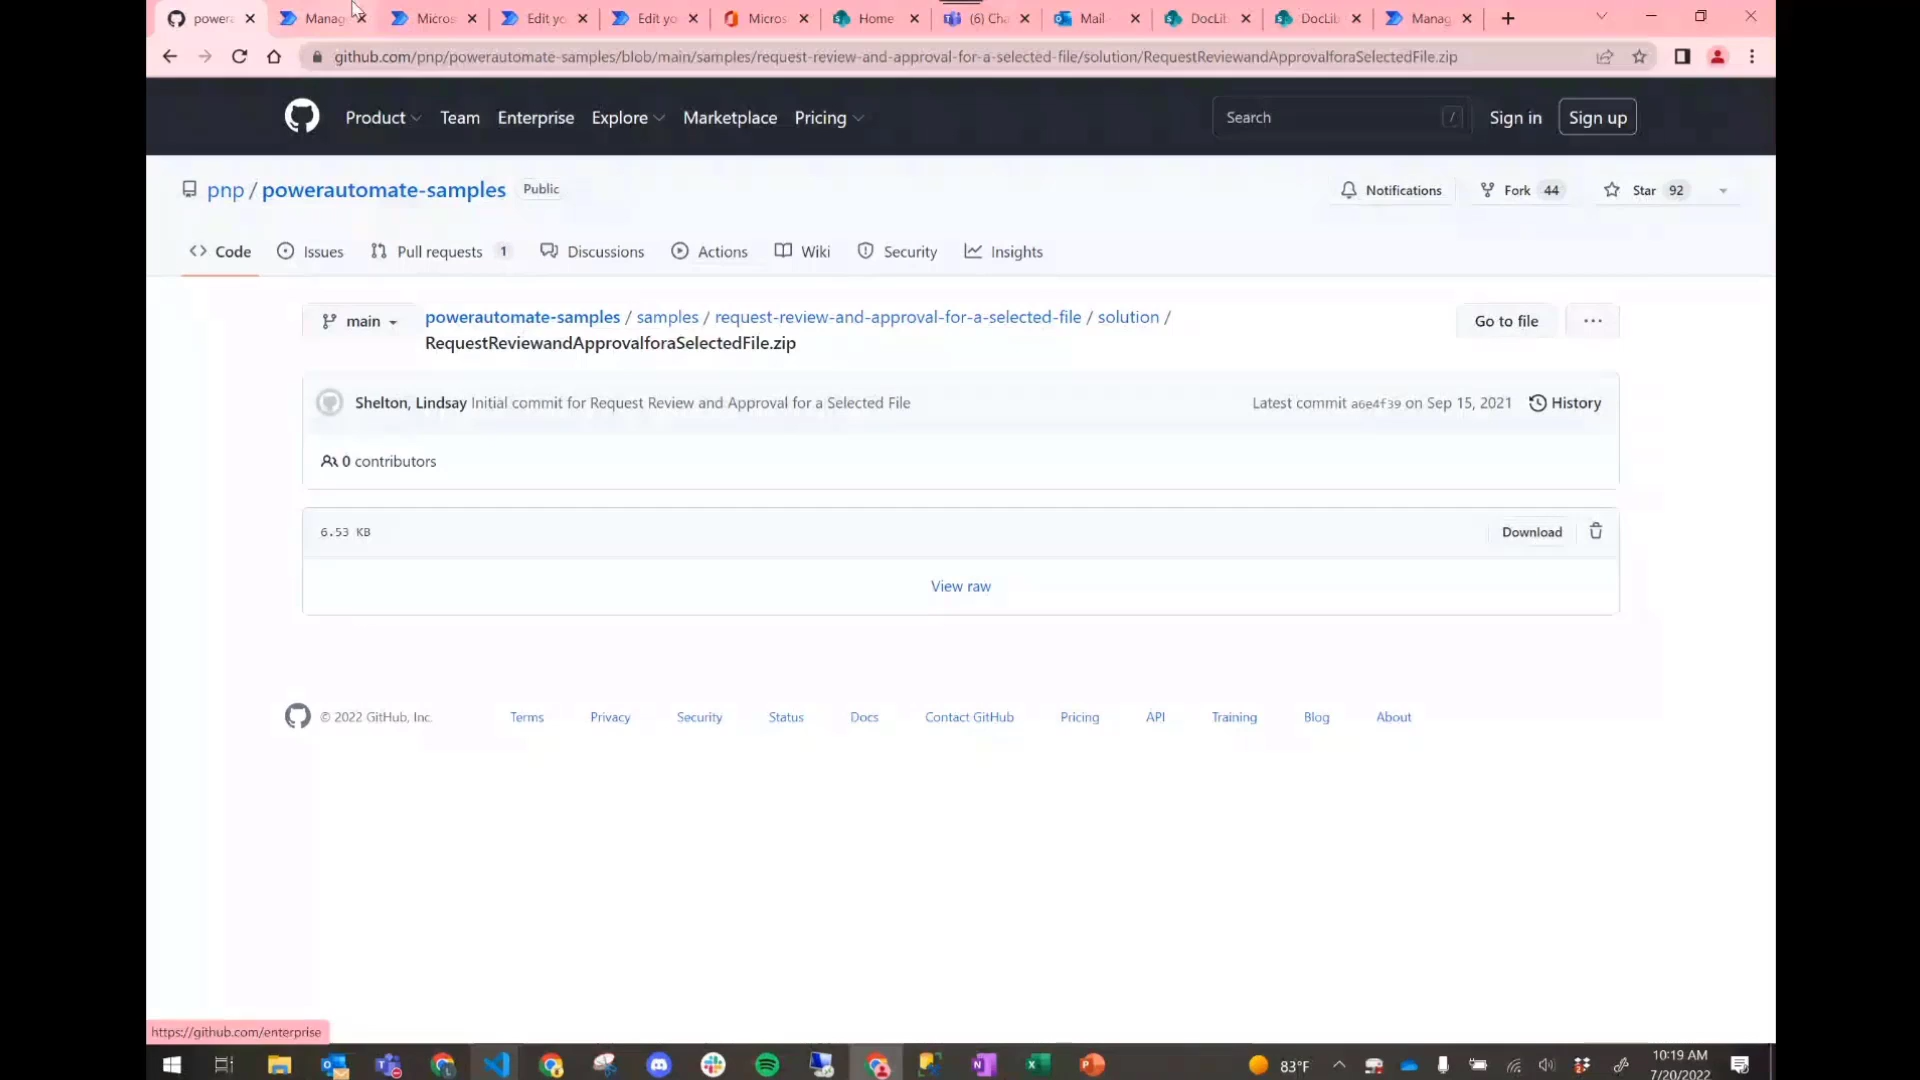 power Manag Micros Edit yo Edit yo Micros Home (6) Cha Mail DocLib DocLib Manag
github.com/pnp/powerautomate-samples/blob/main/samples/request-review-and-approval-for-a-selected-file/solution/RequestReviewandApprovalforaSelectedFile.zip
Product Team Enterprise Explore Marketplace Pricing Search / Sign in Sign up
pnp / powerautomate-samples Public Notifications Fork 44 Star 92
Code Issues Pull requests 1 Discussions Actions Wiki Security Insights
main powerautomate-samples / samples / request-review-and-approval-for-a-selected-file / solution / Go to file ...
RequestReviewandApprovalforaSelectedFile.zip
Shelton, Lindsay Initial commit for Request Review and Approval for a Selected File Latest commit a6e4f39 on Sep 15, 2021 History
0 contributors
6.53 KB Download
View raw
© 2022 GitHub, Inc. Terms Privacy Security Status Docs Contact GitHub Pricing API Training Blog About
https://github.com/enterprise
83°F 10:19 AM
7/20/2022